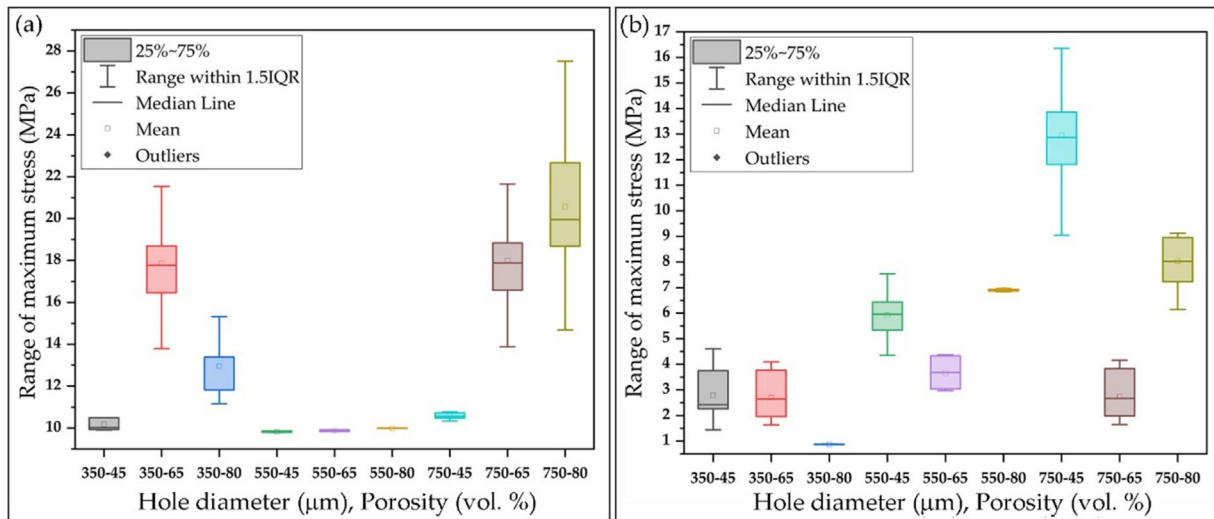 (a)
Range of maximum stress (MPa)
28
26
24
22
20
18
16
14
12
10
25%~75%
Range within 1.5IQR
Median Line
Mean
Outliers
350-45 350-65 350-80 550-45 550-65 550-80 750-45 750-65 750-80
Hole diameter (μm), Porosity (vol. %)
(b)
Range of maximun stress (MPa)
17
16
15
14
13
12
11
10
9
8
7
6
5
4
3
2
1
25%~75%
Range within 1.5IQR
Median Line
Mean
Outliers
350-45 350-65 350-80 550-45 550-65 550-80 750-45 750-65 750-80
Hole diameter (μm), Porosity (vol. %)